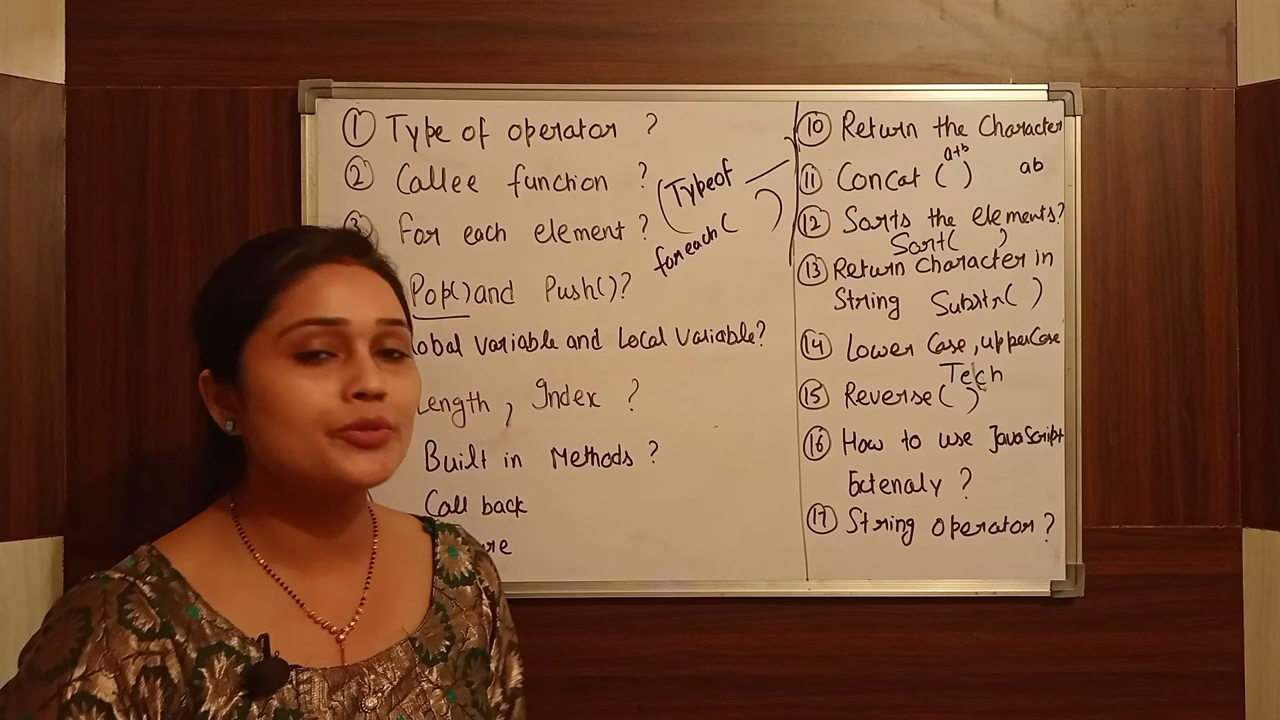 ① Type of operator ?
② Callee function ?
③ For each element ?
Pop() and Push()?
obal variable and Local Variable?
Length , Index ?
Built in Methods ?
Call back
re
(Typeof
foreach( )
⑩ Return the Character
⑪ Concat (a+b) ab
⑫ Sorts the elements?
Sort( )
⑬ Return Character in
String Substr( )
⑭ Lower Case, upperCase
Tech
⑮ Reverse( )
⑯ How to use JavaScript
Extenaly ?
⑰ String operator ?